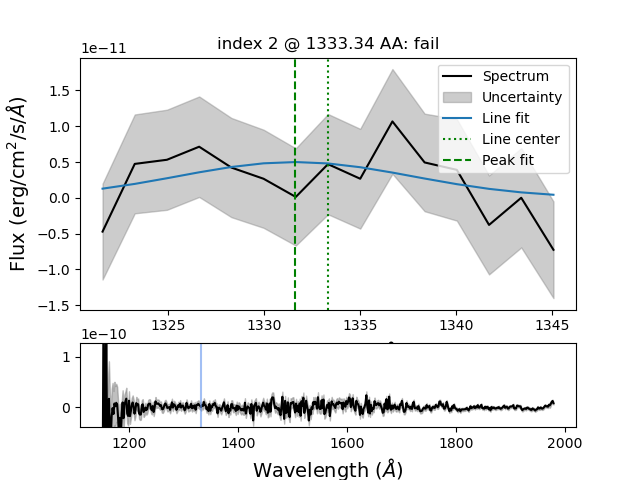 index 2 @ 1333.34 AA: fail
1e−11
Spectrum
Uncertainty
Line fit
Line center
Peak fit
1.5
1.0
0.5
0.0
−0.5
−1.0
−1.5
Flux (erg/cm²/s/Å)
1325 1330 1335 1340 1345
1e−10
1
0
1200 1400 1600 1800 2000
Wavelength (Å)